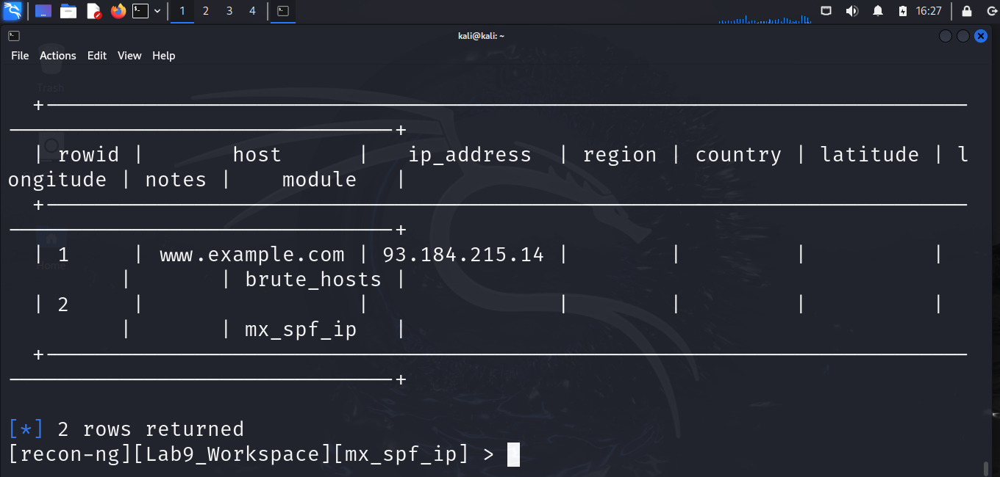 1 2 3 4 16:27
kali@kali: ~
File Actions Edit View Help
Trash
| rowid | host | ip_address | region | country | latitude | l
ongitude | notes | module |
| 1 | www.example.com | 93.184.215.14 | | | |
| | brute_hosts |
Home
| 2 | | | | | |
| | mx_spf_ip |
[*] 2 rows returned
[recon-ng][Lab9_Workspace][mx_spf_ip] >